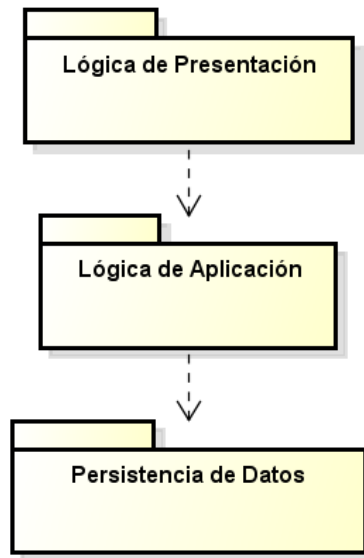 Lógica de Presentación
Lógica de Aplicación
Persistencia de Datos